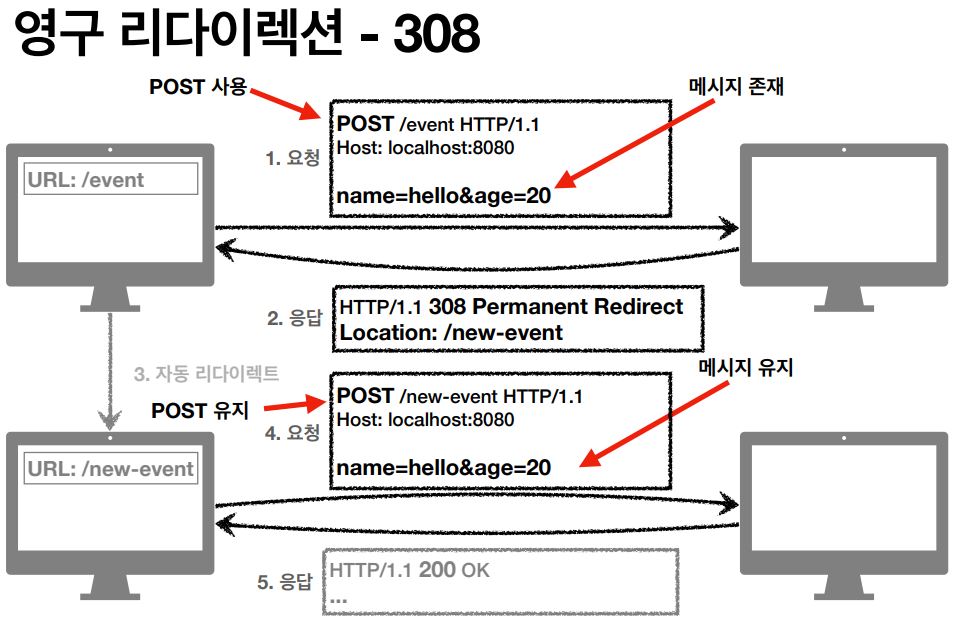 영구 리다이렉션 - 308
POST 사용
메시지 존재
1. 요청
POST /event HTTP/1.1
Host: localhost:8080
name=hello&age=20
URL: /event
2. 응답
HTTP/1.1 308 Permanent Redirect
Location: /new-event
3. 자동 리다이렉트
메시지 유지
POST 유지
4. 요청
POST /new-event HTTP/1.1
Host: localhost:8080
name=hello&age=20
URL: /new-event
5. 응답
HTTP/1.1 200 OK
...